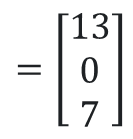 = [13
0
7]